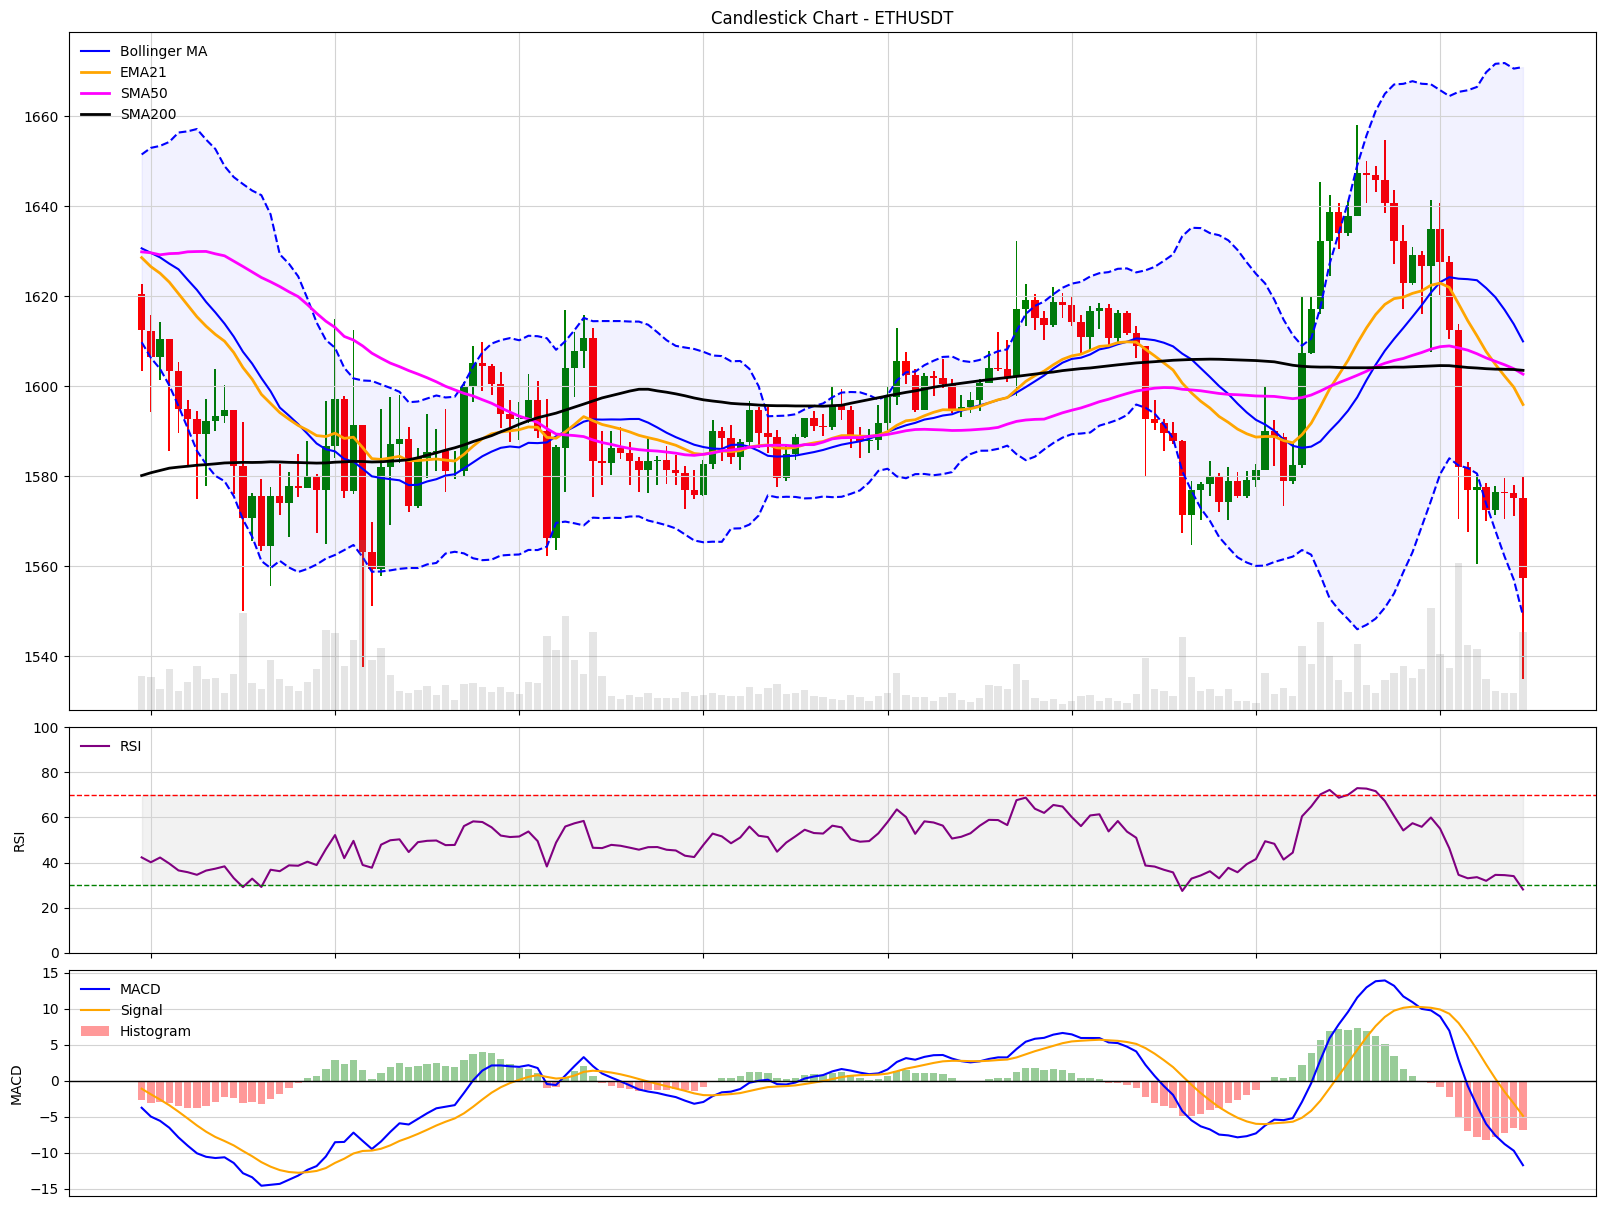 Candlestick Chart - ETHUSDT
Bollinger MA
EMA21
SMA50
SMA200
1660
1640
1620
1600
1580
1560
1540
RSI
100
80
60
40
20
0
RSI
MACD
Signal
Histogram
15
10
5
0
−5
−10
−15
MACD